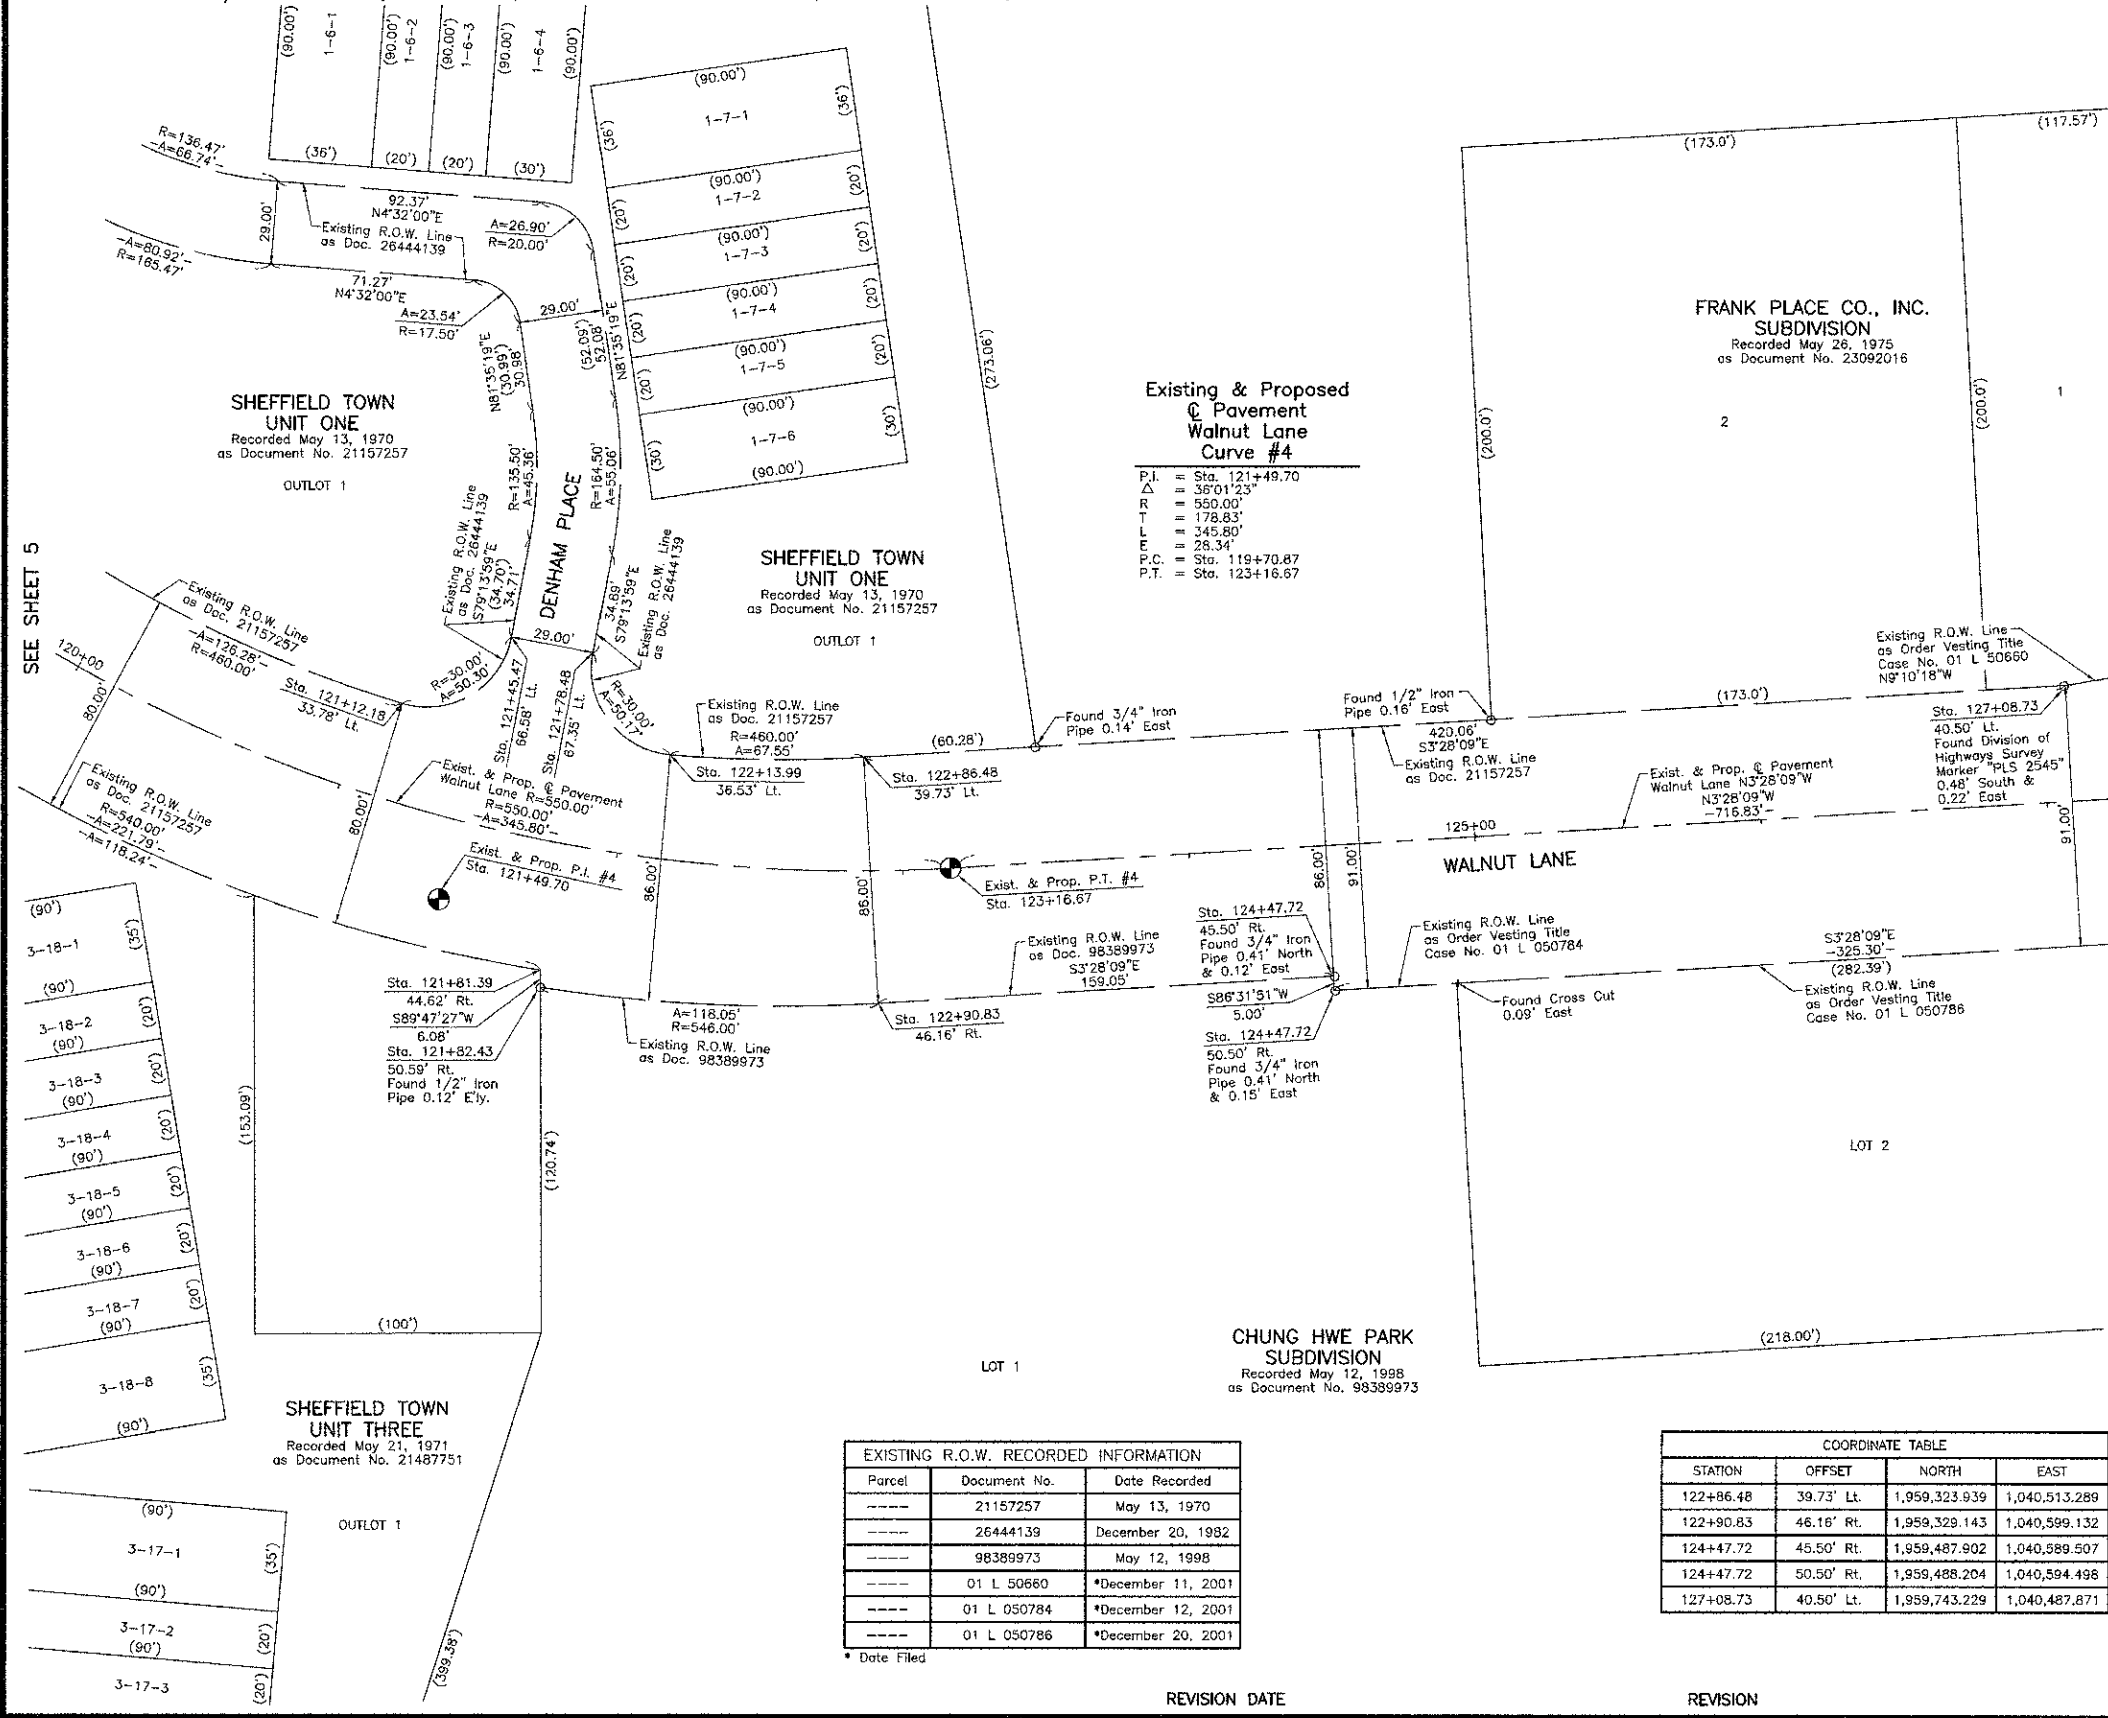 (90.00')
1-6-1
(90.00')
1-6-2
(90.00')
1-6-3
(90.00')
1-6-4
(90.00')
(36')
(20')
(20')
(30')
R=136.47'
-A=66.74'-
29.00'
92.37'
N4°32'00"E
Existing R.O.W. Line
as Doc. 26444139
A=26.90'
R=20.00'
-A=80.92'-
R=165.47'
71.27'
N4°32'00"E
A=23.54'
R=17.50'
29.00'
N81°35'19"E
(30.99')
30.98'
(52.09')
52.08'
N81°35'19"E
(90.00')
(36')
1-7-1
(36')
(90.00')
1-7-2
(20')
(20')
(90.00')
1-7-3
(20')
(20')
(90.00')
1-7-4
(20')
(20')
(90.00')
1-7-5
(20')
(20')
(90.00')
1-7-6
(30')
(30')
(90.00')
(273.06')
SHEFFIELD TOWN
UNIT ONE
Recorded May 13, 1970
as Document No. 21157257
OUTLOT 1
R=135.50'
A=45.36'
R=164.50'
A=55.06'
DENHAM PLACE
Existing R.O.W. Line
as Doc. 26444139
S79°13'59"E
(34.70')
34.71'
34.89'
S79°13'59"E
Existing R.O.W. Line
as Doc. 26444139
29.00'
SHEFFIELD TOWN
UNIT ONE
Recorded May 13, 1970
as Document No. 21157257
OUTLOT 1
Existing & Proposed
℄ Pavement
Walnut Lane
Curve #4
P.I. = Sta. 121+49.70
Δ = 36°01'23"
R = 550.00'
T = 178.83'
L = 345.80'
E = 28.34'
P.C. = Sta. 119+70.87
P.T. = Sta. 123+16.67
(173.0')
(117.57')
FRANK PLACE CO., INC.
SUBDIVISION
Recorded May 26, 1975
as Document No. 23092016
2
1
(200.0')
(200.0')
SEE SHEET 5
Existing R.O.W. Line
as Doc. 21157257
-A=126.28'-
R=460.00'
120+00
80.00'
Sta. 121+12.18
33.78' Lt.
R=30.00'
A=50.30'
Sta. 121+45.47
66.58' Lt.
Sta. 121+78.48
67.35' Lt.
R=30.00'
A=50.17'
Existing R.O.W. Line
as Doc. 21157257
R=460.00'
A=67.55'
Sta. 122+13.99
36.53' Lt.
(60.28')
Sta. 122+86.48
39.73' Lt.
Found 3/4" Iron
Pipe 0.14' East
Found 1/2" Iron
Pipe 0.16' East
420.06'
S3°28'09"E
Existing R.O.W. Line
as Doc. 21157257
(173.0')
Existing R.O.W. Line
as Order Vesting Title
Case No. 01 L 50660
N9°10'18"W
Sta. 127+08.73
40.50' Lt.
Found Division of
Highways Survey
Marker "PLS 2545"
0.48' South &
0.22' East
91.00'
Exist. & Prop. ℄ Pavement
Walnut Lane N3°28'09"W
N3°28'09"W
-716.83'-
125+00
WALNUT LANE
Existing R.O.W. Line
as Doc. 21157257
R=540.00'
-A=221.79'-
-A=118.24'-
80.00'
Exist. & Prop. ℄ Pavement
Walnut Lane R=550.00'
R=550.00'
-A=345.80'-
Exist. & Prop. P.I. #4
Sta. 121+49.70
86.00'
86.00'
Exist. & Prop. P.T. #4
Sta. 123+16.67
86.00'
91.00'
Sta. 124+47.72
45.50' Rt.
Found 3/4" Iron
Pipe 0.41' North
& 0.12' East
S86°31'51"W
5.00'
Sta. 124+47.72
50.50' Rt.
Found 3/4" Iron
Pipe 0.41' North
& 0.15' East
Existing R.O.W. Line
as Doc. 98389973
S3°28'09"E
159.05'
Existing R.O.W. Line
as Order Vesting Title
Case No. 01 L 050784
S3°28'09"E
-325.30'-
(282.39')
Existing R.O.W. Line
as Order Vesting Title
Case No. 01 L 050786
Found Cross Cut
0.09' East
Sta. 121+81.39
44.62' Rt.
S89°47'27"W
6.08'
Sta. 121+82.43
50.59' Rt.
Found 1/2" Iron
Pipe 0.12' E'ly.
A=118.05'
R=546.00'
Existing R.O.W. Line
as Doc. 98389973
Sta. 122+90.83
46.16' Rt.
(90')
3-18-1
(35')
(90')
3-18-2
(20')
(90')
3-18-3
(20')
(90')
3-18-4
(20')
(90')
3-18-5
(20')
(90')
3-18-6
(20')
(90')
3-18-7
(20')
(90')
3-18-8
(35')
(90')
(153.09')
(120.74')
(100')
LOT 2
(218.00')
LOT 1
CHUNG HWE PARK
SUBDIVISION
Recorded May 12, 1998
as Document No. 98389973
SHEFFIELD TOWN
UNIT THREE
Recorded May 21, 1971
as Document No. 21487751
OUTLOT 1
(90')
3-17-1
(35')
(90')
3-17-2
(20')
(90')
3-17-3
(20')
(399.38')
EXISTING R.O.W. RECORDED INFORMATION
Parcel Document No. Date Recorded
---- 21157257 May 13, 1970
---- 26444139 December 20, 1982
---- 98389973 May 12, 1998
---- 01 L 50660 *December 11, 2001
---- 01 L 050784 *December 12, 2001
---- 01 L 050786 *December 20, 2001
* Date Filed
COORDINATE TABLE
STATION OFFSET NORTH EAST
122+86.48 39.73' Lt. 1,959,323.939 1,040,513.289
122+90.83 46.16' Rt. 1,959,329.143 1,040,599.132
124+47.72 45.50' Rt. 1,959,487.902 1,040,589.507
124+47.72 50.50' Rt. 1,959,488.204 1,040,594.498
127+08.73 40.50' Lt. 1,959,743.229 1,040,487.871
REVISION DATE
REVISION